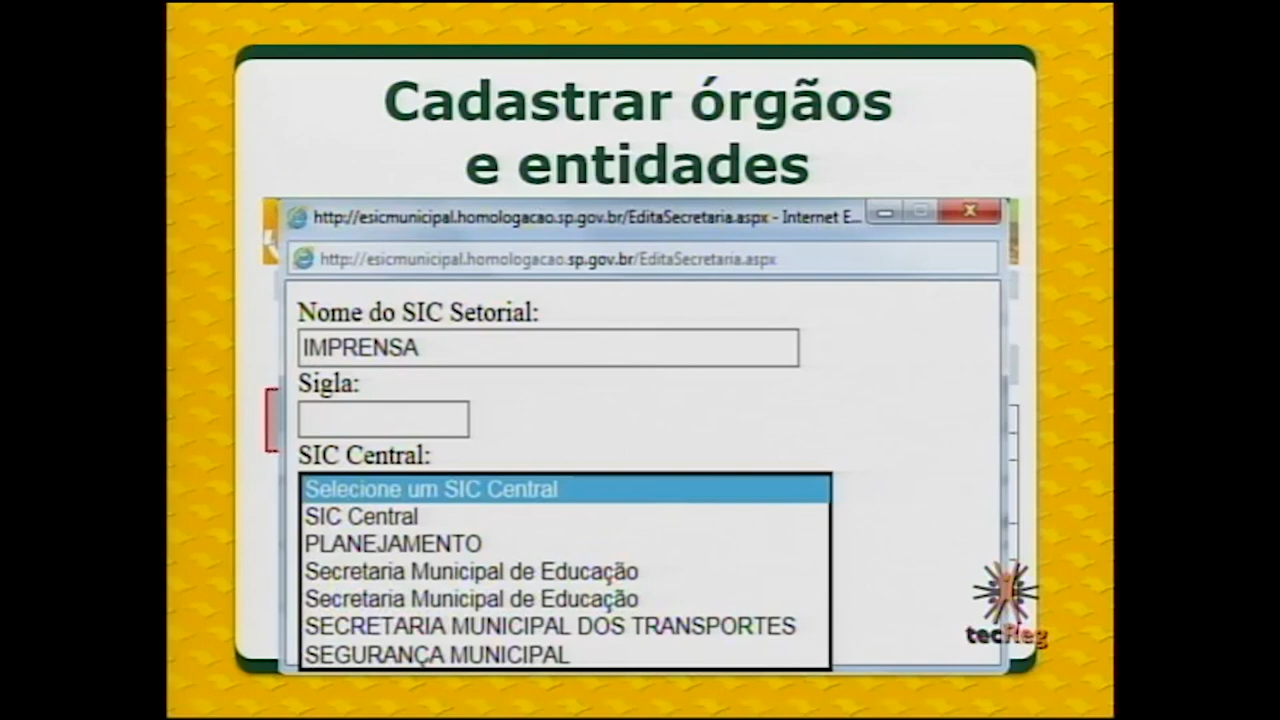 Cadastrar órgãos
e entidades
http://esicmunicipal.homologacao.sp.gov.br/EditaSecretaria.aspx - Internet E...
http://esicmunicipal.homologacao.sp.gov.br/EditaSecretaria.aspx
Nome do SIC Setorial:
IMPRENSA
Sigla:
SIC Central:
Selecione um SIC Central
SIC Central
PLANEJAMENTO
Secretaria Municipal de Educação
Secretaria Municipal de Educação
SECRETARIA MUNICIPAL DOS TRANSPORTES
SEGURANÇA MUNICIPAL
tecReg